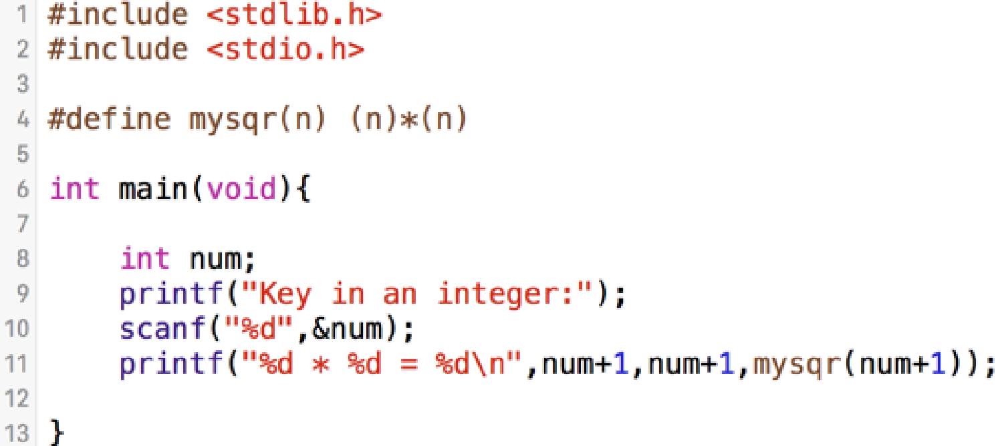 1 #include <stdlib.h>
2 #include <stdio.h>
3
4 #define mysqr(n) (n)*(n)
5
6 int main(void){
7
8     int num;
9     printf("Key in an integer:");
10     scanf("%d",&num);
11     printf("%d * %d = %d\n",num+1,num+1,mysqr(num+1));
12
13 }